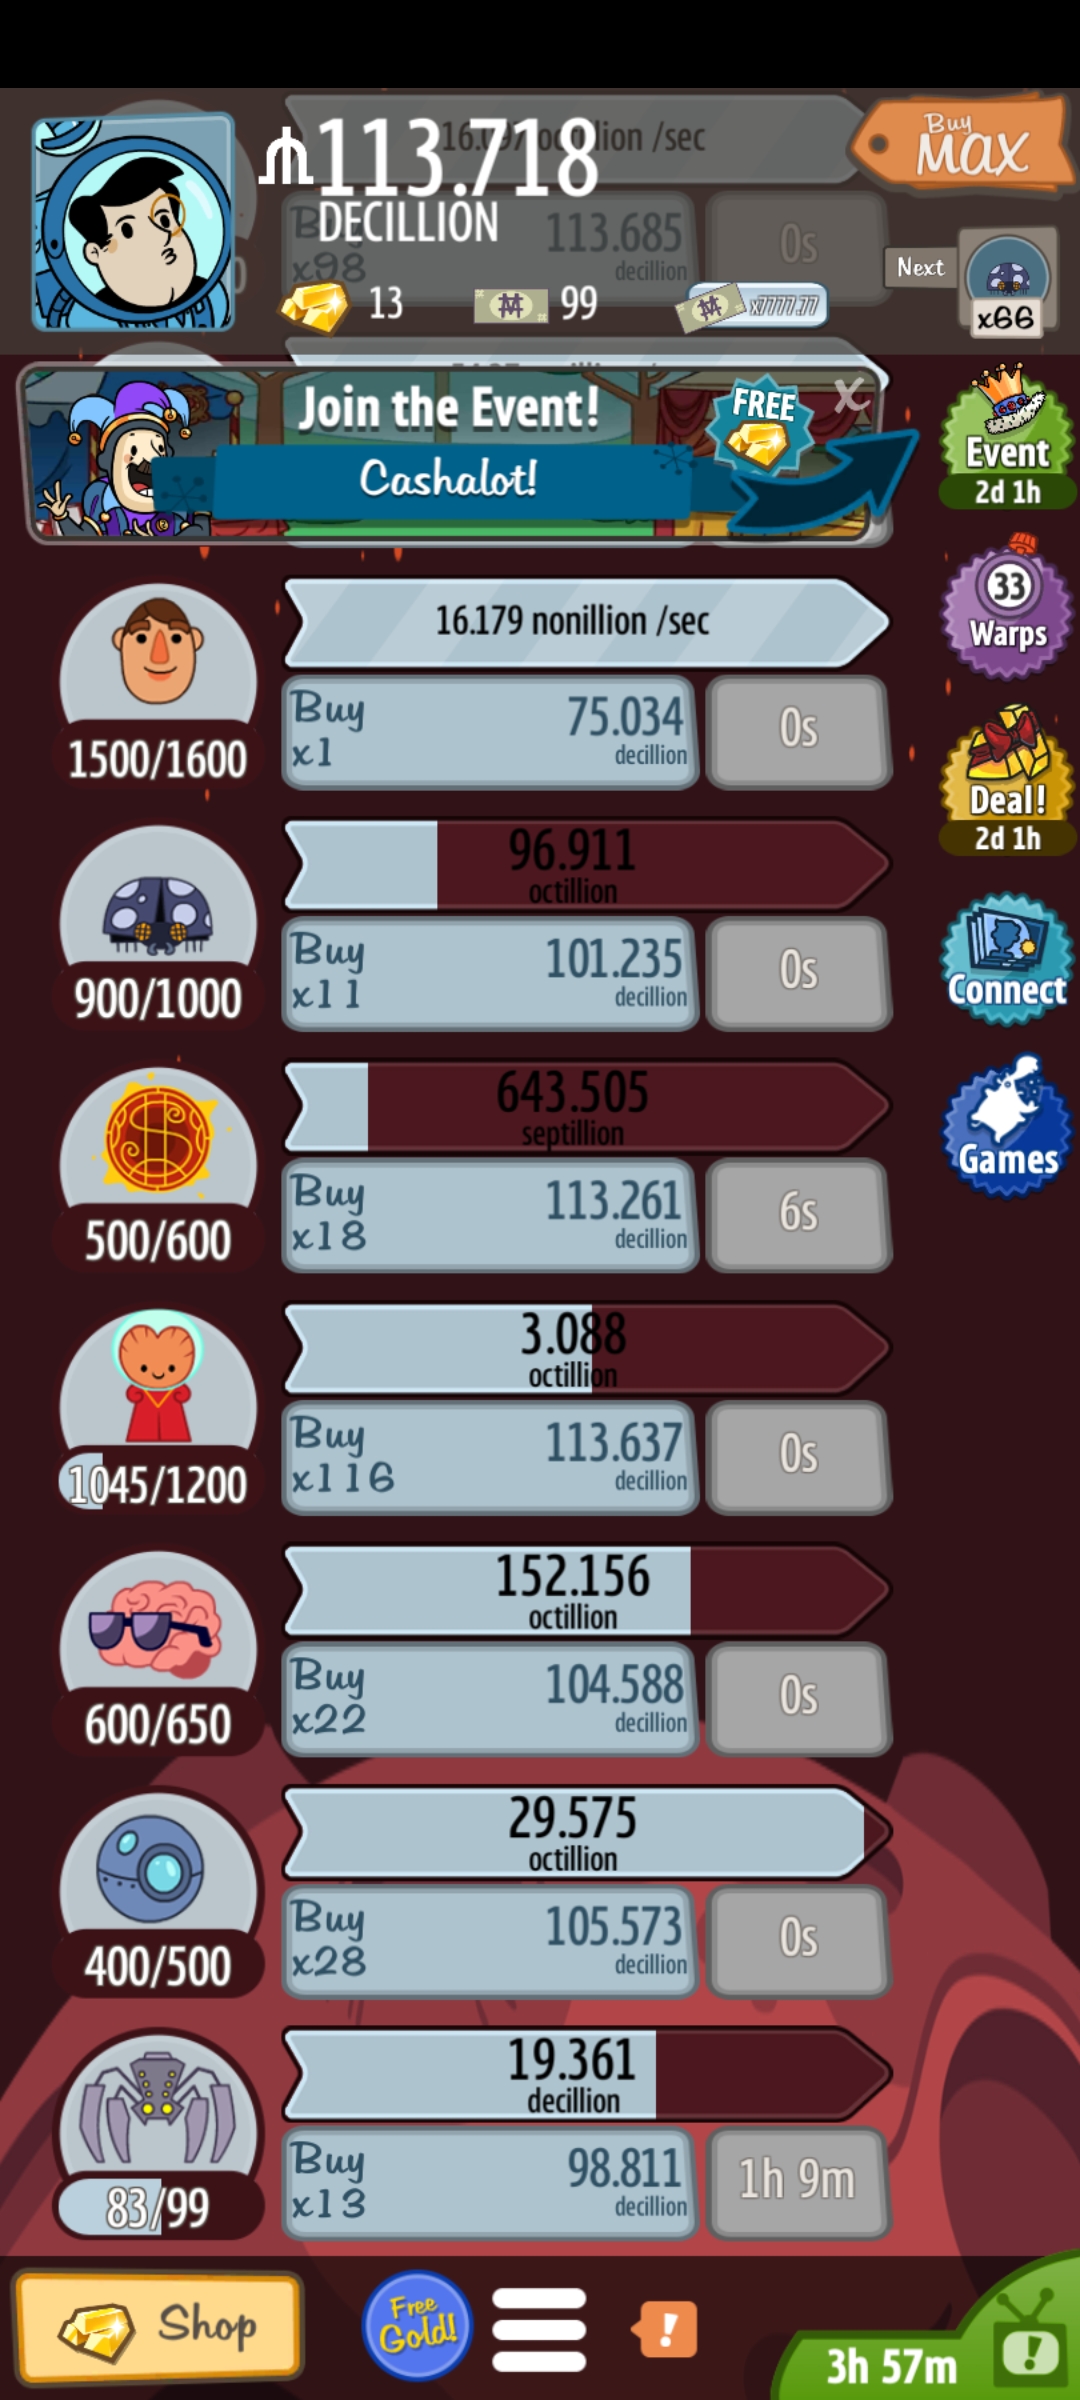 16.097 octillion /sec
₼113.718
DECILLION
Buy
MAX
Buy
x98
113.685
decillion
0s
13
99
x7777.77
Next
x66
Join the Event!
Cashalot!
FREE
X
Event
2d 1h
33
Warps
Deal!
2d 1h
Connect
Games
16.179 nonillion /sec
1500/1600
Buy
x1
75.034
decillion
0s
96.911
octillion
900/1000
Buy
x11
101.235
decillion
0s
643.505
septillion
500/600
Buy
x18
113.261
decillion
6s
3.088
octillion
1045/1200
Buy
x116
113.637
decillion
0s
152.156
octillion
600/650
Buy
x22
104.588
decillion
0s
29.575
octillion
400/500
Buy
x28
105.573
decillion
0s
19.361
decillion
83/99
Buy
x13
98.811
decillion
1h 9m
Shop
Free
Gold!
!
3h 57m
!